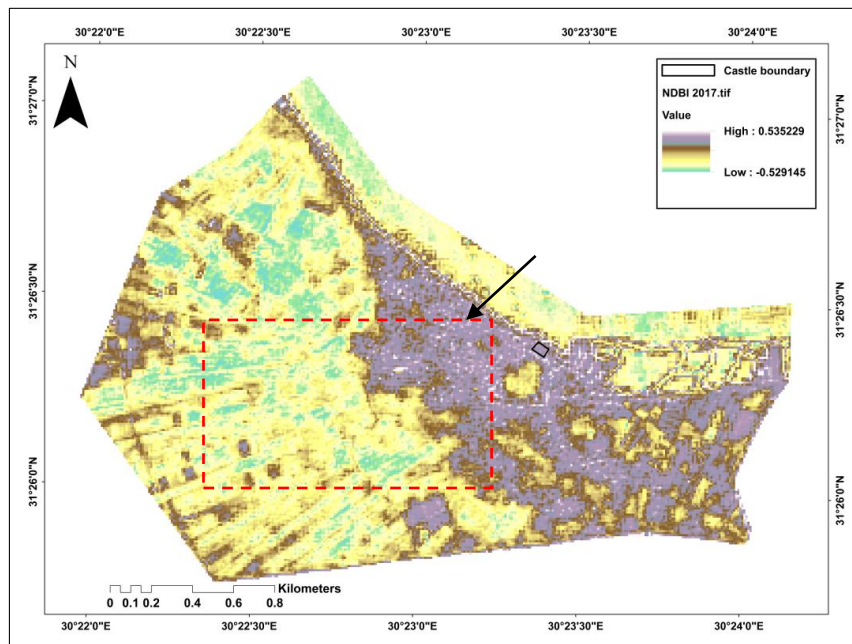 30°22'0"E 30°22'30"E 30°23'0"E 30°23'30"E 30°24'0"E
N
Castle boundary
NDBI 2017.tif
Value
High : 0.535229
Low : -0.529145
31°27'0"N
31°27'0"N
31°26'30"N
31°26'30"N
31°26'0"N
31°26'0"N
Kilometers
0 0.1 0.2 0.4 0.6 0.8
30°22'0"E 30°22'30"E 30°23'0"E 30°23'30"E 30°24'0"E